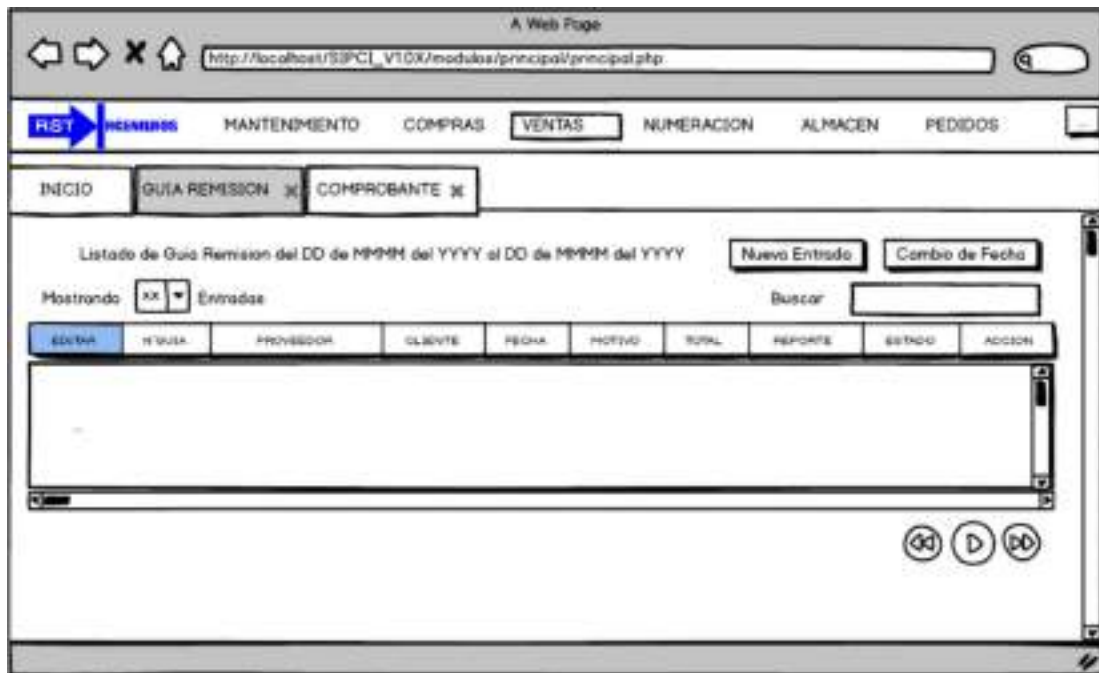 A Web Page
http://localhost/SIPCI_V1.0X/modulos/principal/principal.php
RST INGENIEROS MANTENIMIENTO COMPRAS VENTAS NUMERACION ALMACEN PEDIDOS ...
INICIO GUIA REMISION COMPROBANTE
Listado de Guia Remision del DD de MMMM del YYYY al DD de MMMM del YYYY Nueva Entrada Cambio de Fecha
Mostrando XX Entradas Buscar
EDITAR N°GUIA PROVEEDOR CLIENTE FECHA MOTIVO TOTAL REPORTE ESTADO ACCION